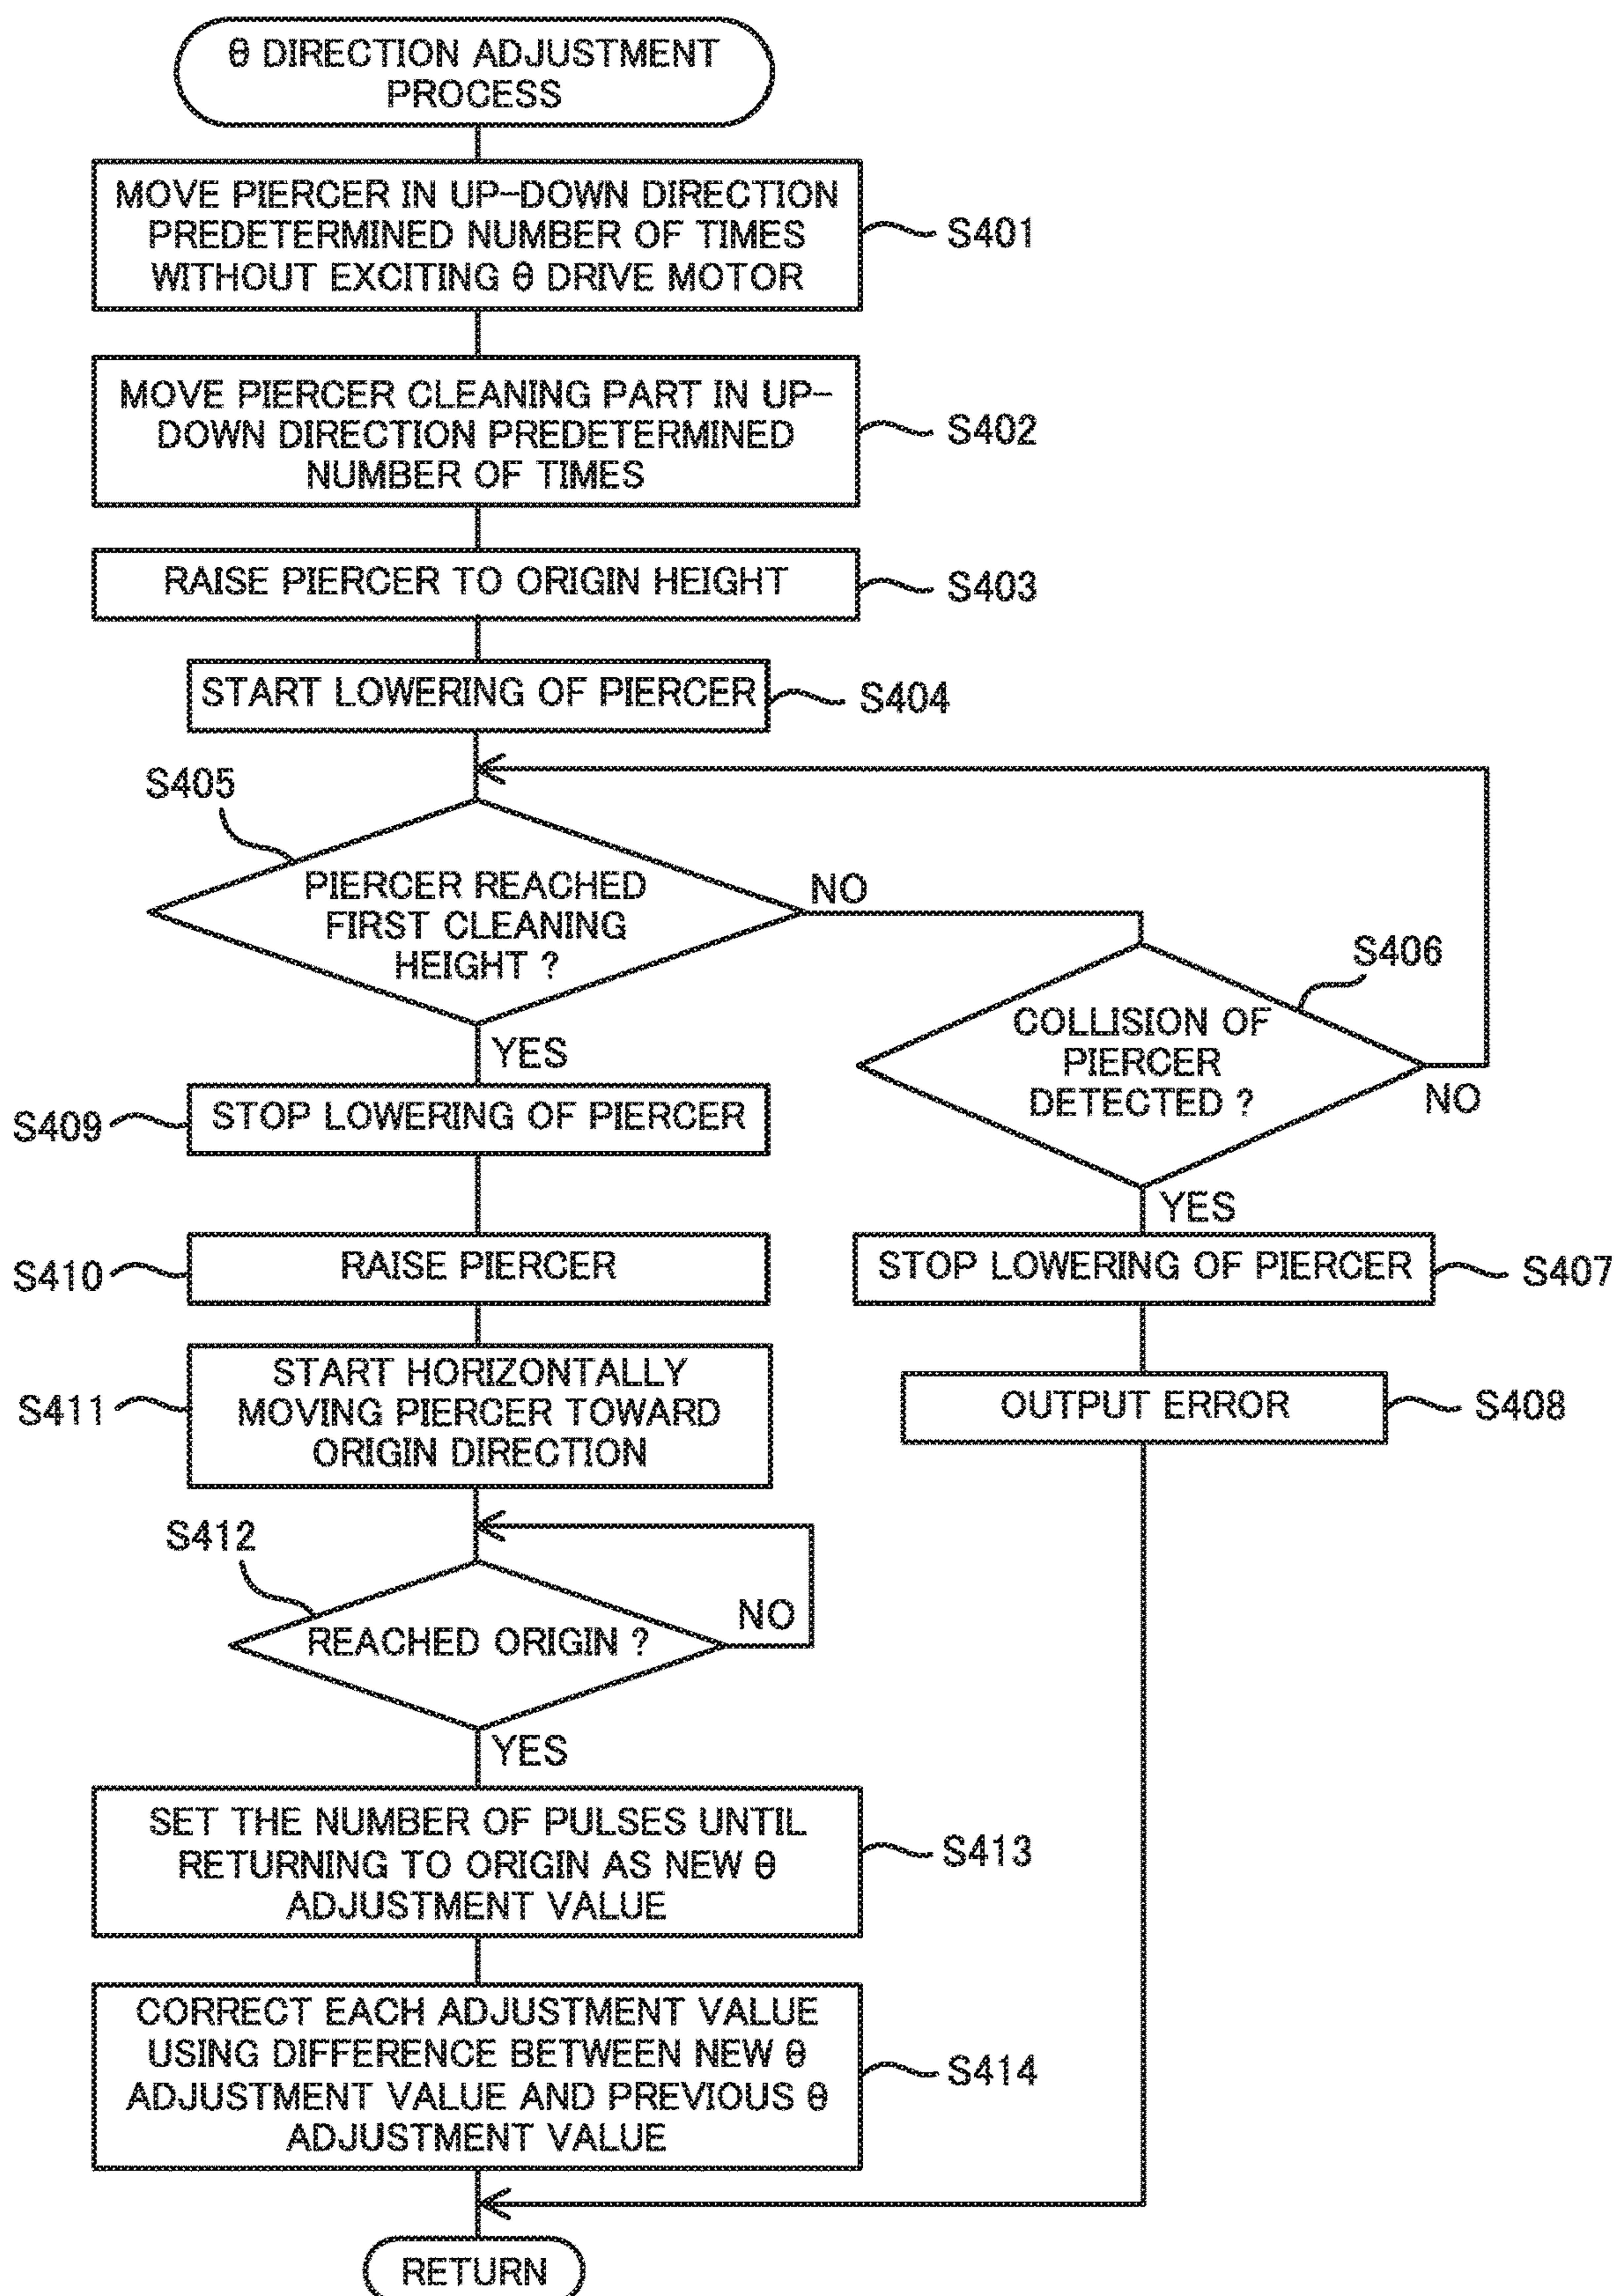 θ DIRECTION ADJUSTMENT
PROCESS
MOVE PIERCER IN UP-DOWN DIRECTION
PREDETERMINED NUMBER OF TIMES
WITHOUT EXCITING θ DRIVE MOTOR
S401
MOVE PIERCER CLEANING PART IN UP-
DOWN DIRECTION PREDETERMINED
NUMBER OF TIMES
S402
RAISE PIERCER TO ORIGIN HEIGHT
S403
START LOWERING OF PIERCER
S404
S405
PIERCER REACHED
FIRST CLEANING
HEIGHT ?
NO
YES
S406
COLLISION OF
PIERCER
DETECTED ?
NO
YES
S409
STOP LOWERING OF PIERCER
S410
RAISE PIERCER
STOP LOWERING OF PIERCER
S407
S411
START HORIZONTALLY
MOVING PIERCER TOWARD
ORIGIN DIRECTION
OUTPUT ERROR
S408
S412
REACHED ORIGIN ?
NO
YES
SET THE NUMBER OF PULSES UNTIL
RETURNING TO ORIGIN AS NEW θ
ADJUSTMENT VALUE
S413
CORRECT EACH ADJUSTMENT VALUE
USING DIFFERENCE BETWEEN NEW θ
ADJUSTMENT VALUE AND PREVIOUS θ
ADJUSTMENT VALUE
S414
RETURN